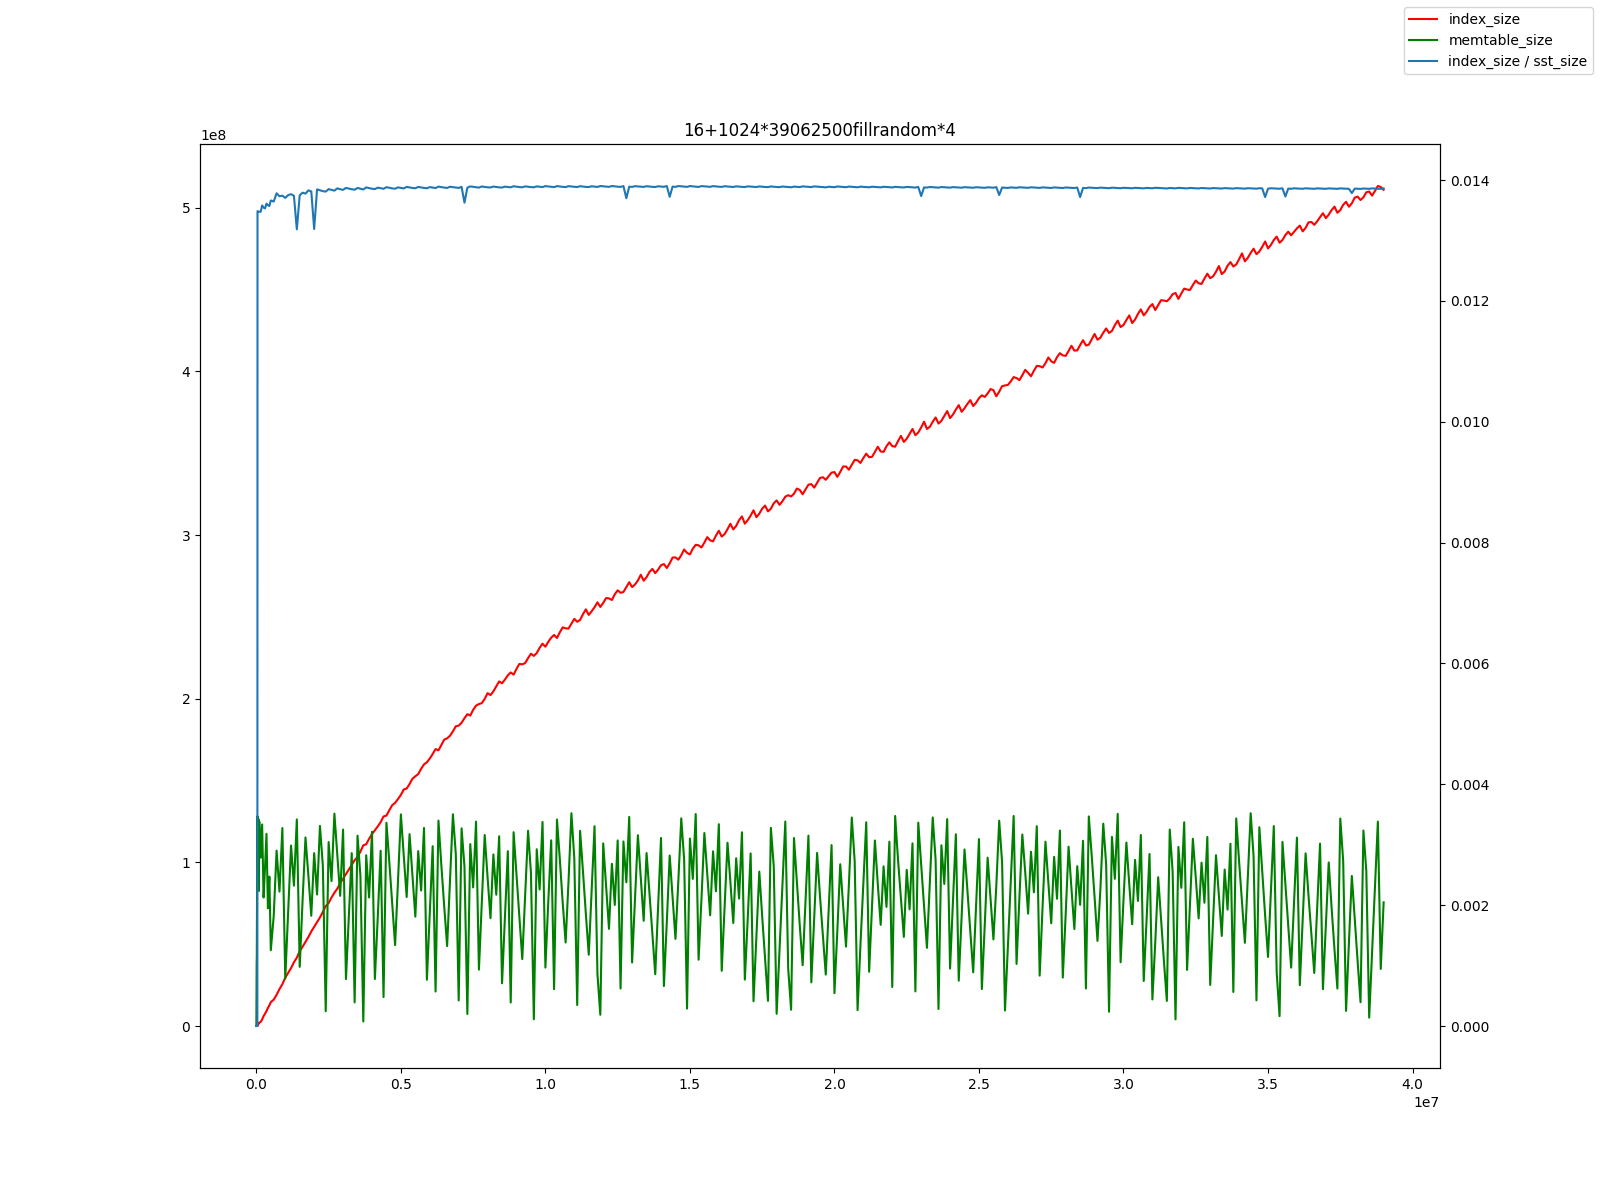 index_size
memtable_size
index_size / sst_size
16+1024*39062500fillrandom*4
1e8
5
4
3
2
1
0
0.014
0.012
0.010
0.008
0.006
0.004
0.002
0.000
0.0 0.5 1.0 1.5 2.0 2.5 3.0 3.5 4.0
1e7